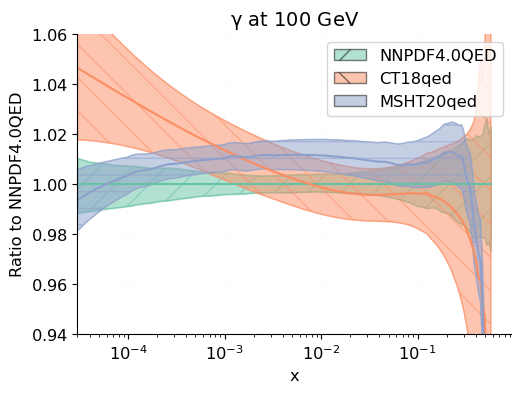 γ at 100 GeV
Ratio to NNPDF4.0QED
1.06
1.04
1.02
1.00
0.98
0.96
0.94
NNPDF4.0QED
CT18qed
MSHT20qed
10⁻⁴ 10⁻³ 10⁻² 10⁻¹
x